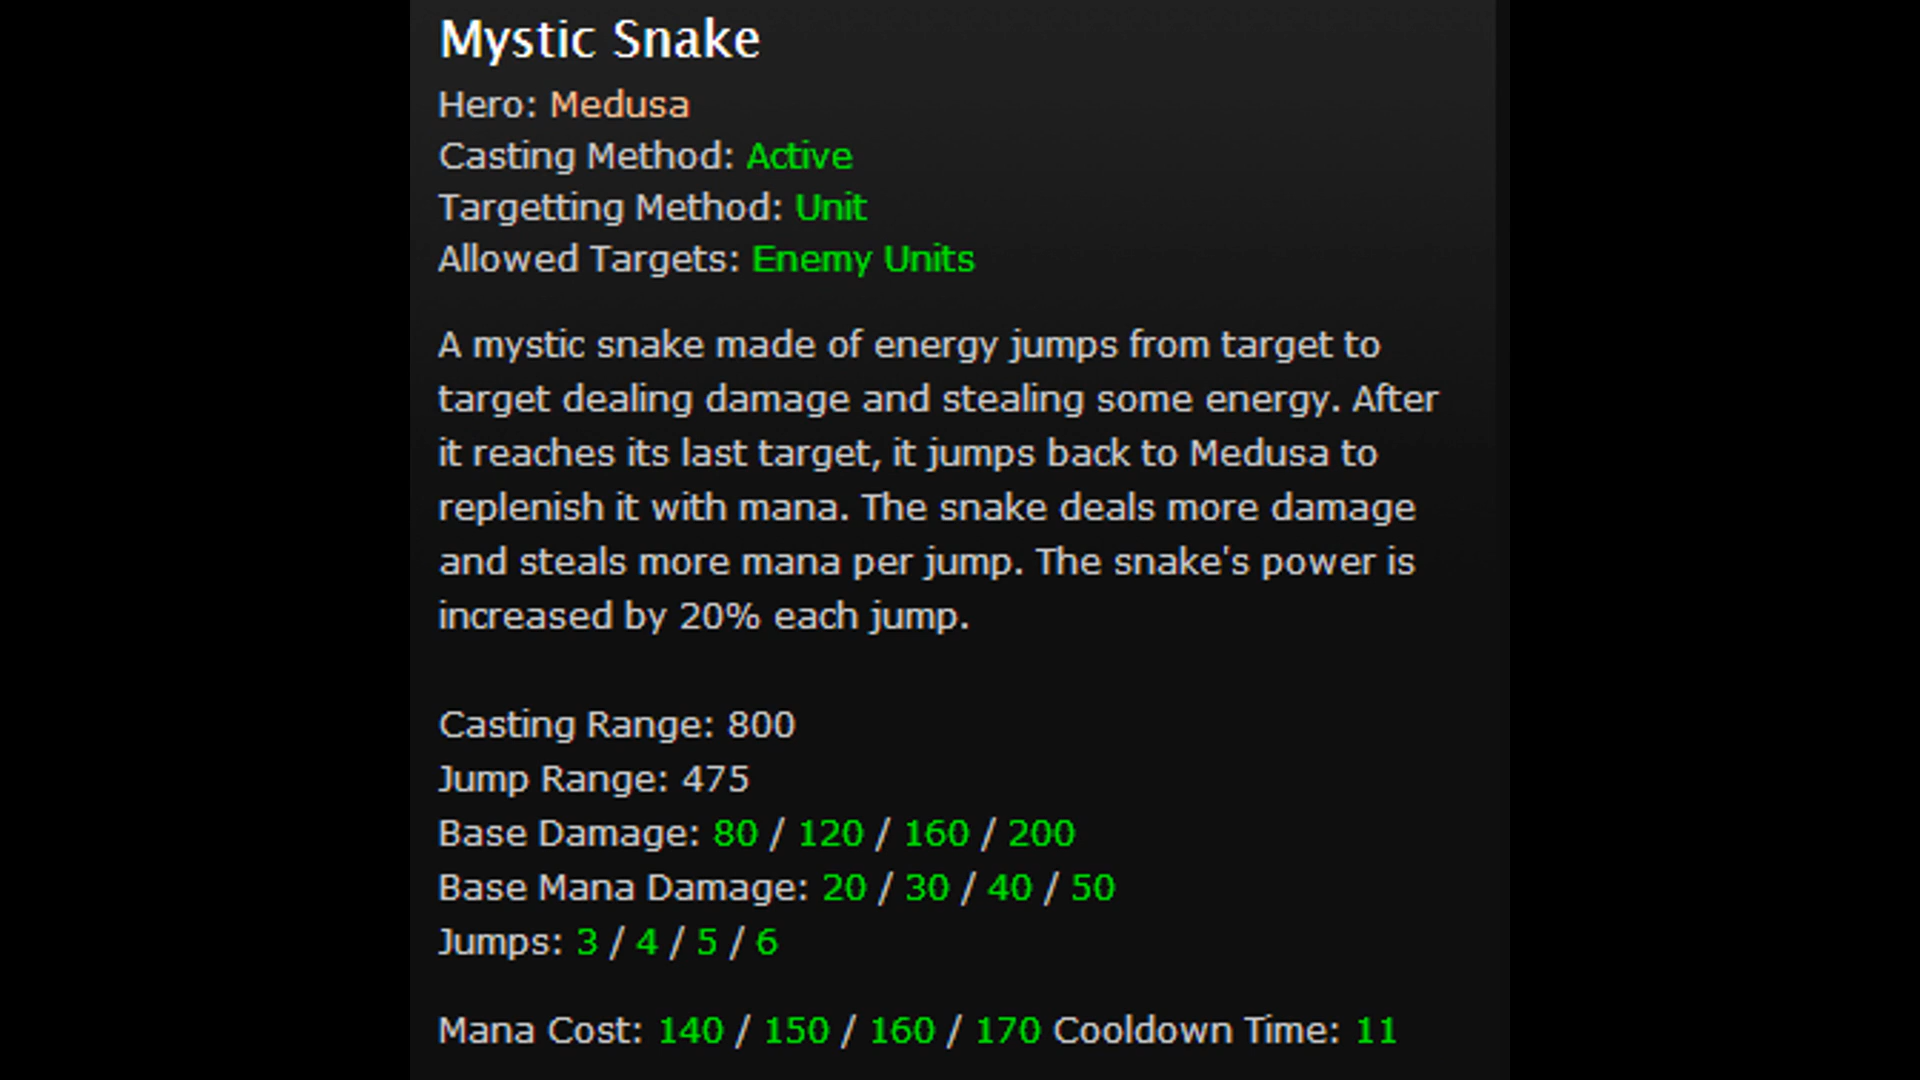 Mystic Snake
Hero: Medusa
Casting Method: Active
Targetting Method: Unit
Allowed Targets: Enemy Units
A mystic snake made of energy jumps from target to
target dealing damage and stealing some energy. After
it reaches its last target, it jumps back to Medusa to
replenish it with mana. The snake deals more damage
and steals more mana per jump. The snake's power is
increased by 20% each jump.
Casting Range: 800
Jump Range: 475
Base Damage: 80 / 120 / 160 / 200
Base Mana Damage: 20 / 30 / 40 / 50
Jumps: 3 / 4 / 5 / 6
Mana Cost: 140 / 150 / 160 / 170 Cooldown Time: 11